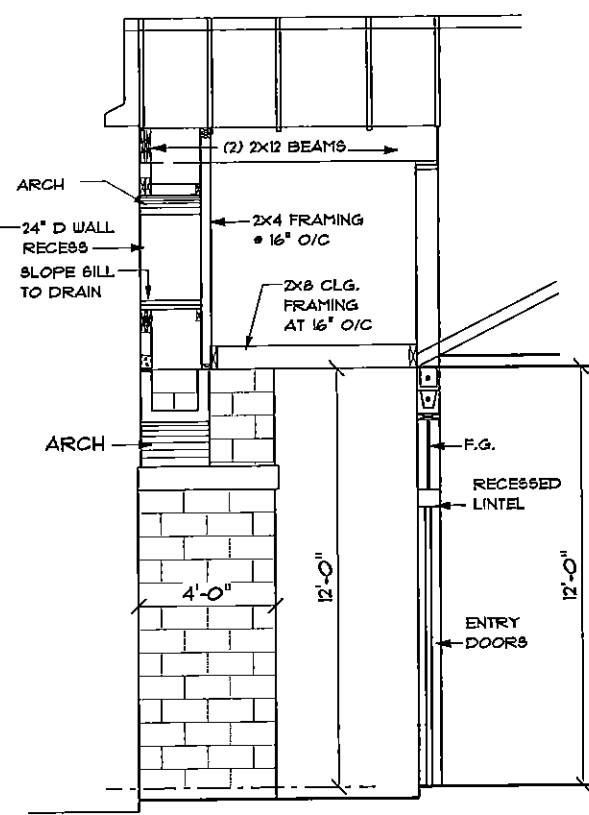 (2) 2X12 BEAMS
ARCH
24" D WALL
RECESS
SLOPE SILL
TO DRAIN
2X4 FRAMING
@ 16" O/C
2X8 CLG.
FRAMING
AT 16" O/C
ARCH
F.G.
RECESSED
LINTEL
4'-0"
12'-0"
12'-0"
ENTRY
DOORS